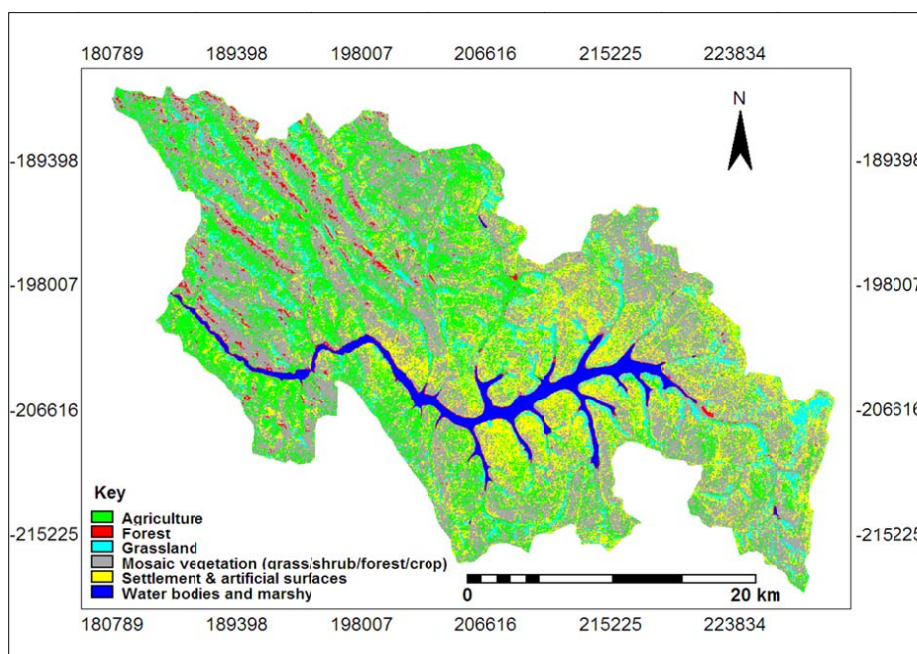 180789 189398 198007 206616 215225 223834
N
-189398 -189398
-198007 -198007
-206616 -206616
-215225 -215225
Key
Agriculture
Forest
Grassland
Mosaic vegetation (grass/shrub/forest/crop)
Settlement & artificial surfaces
Water bodies and marshy
0 20 km
180789 189398 198007 206616 215225 223834